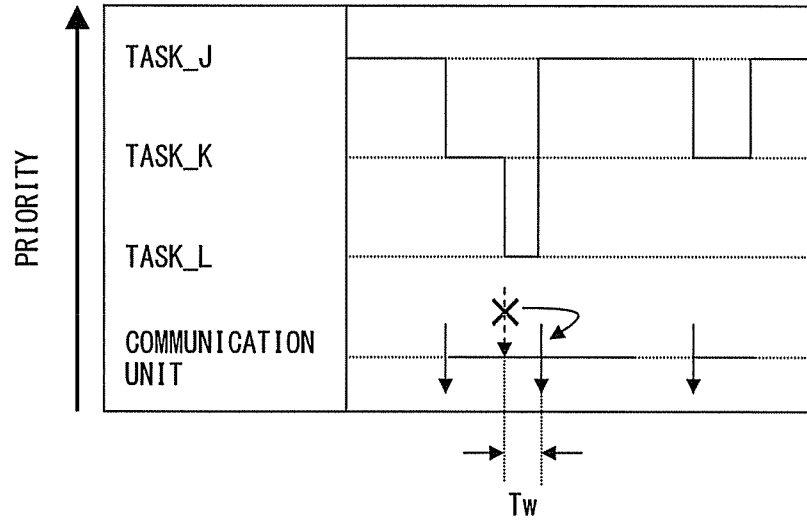 PRIORITY
TASK_J
TASK_K
TASK_L
COMMUNICATION
UNIT
Tw